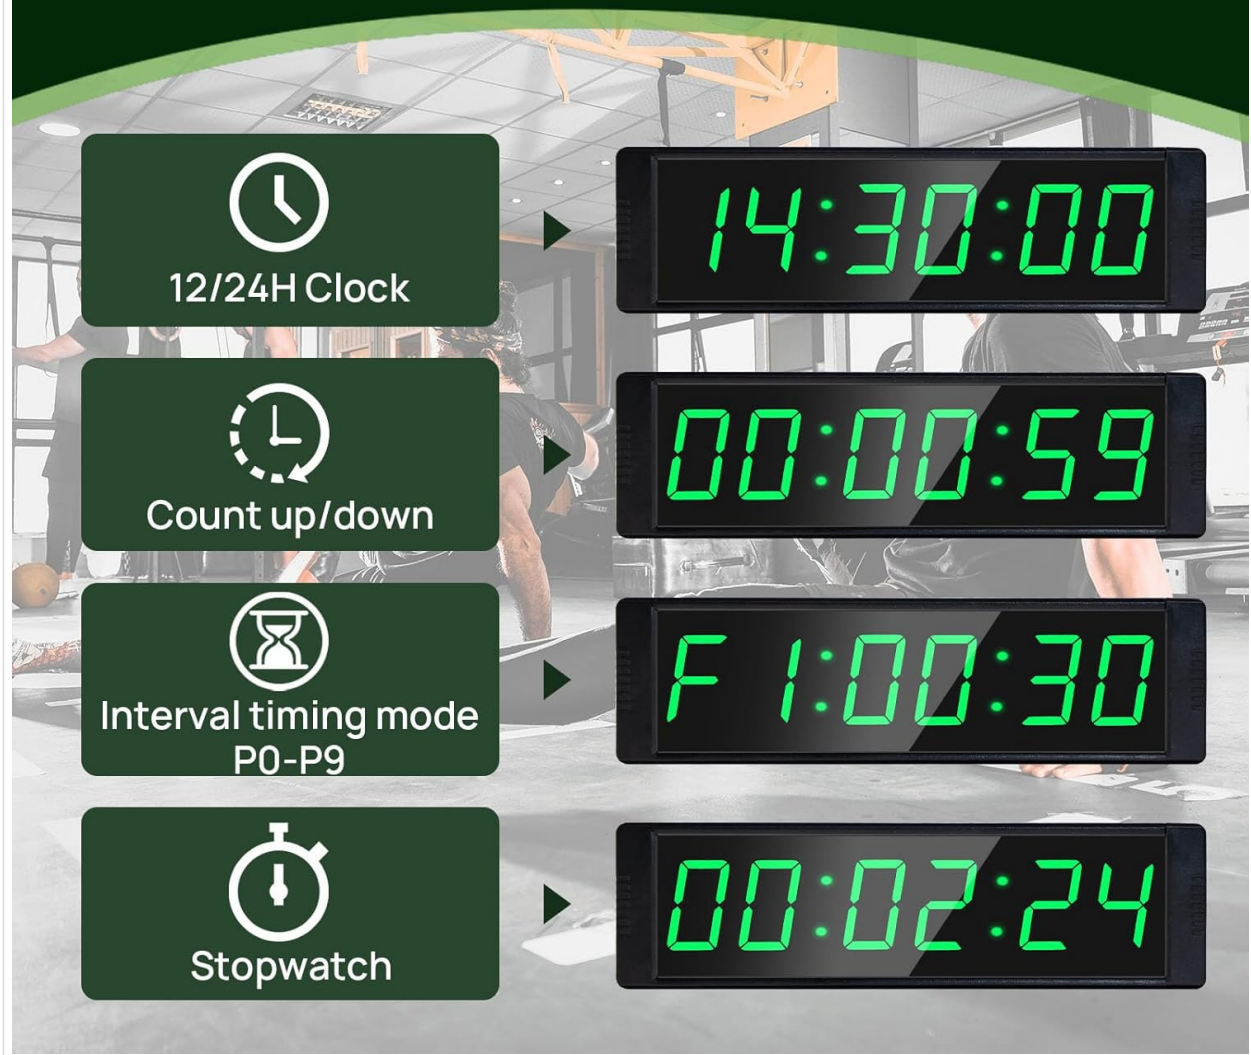 12/24H Clock
14:30:00
Count up/down
00:00:59
Interval timing mode
P0-P9
F1:00:30
Stopwatch
00:02:24